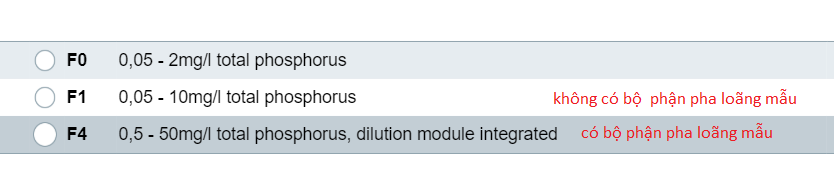 F0 0,05 - 2mg/l total phosphorus
F1 0,05 - 10mg/l total phosphorus không có bộ phận pha loãng mẫu
F4 0,5 - 50mg/l total phosphorus, dilution module integrated có bộ phận pha loãng mẫu